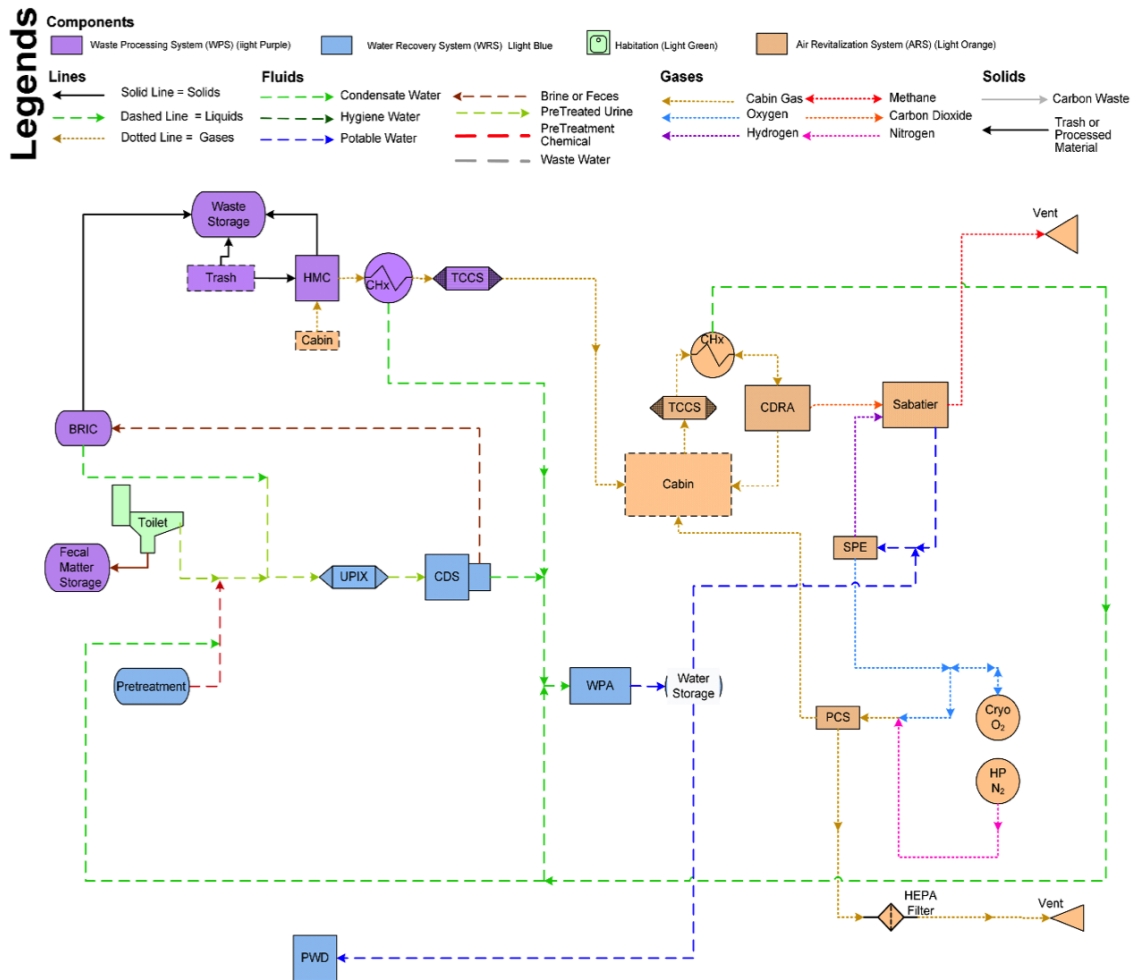 Legends
Components
Waste Processing System (WPS) (iight Purple)
Water Recovery System (WRS) Llight Blue
Habitation (Light Green)
Air Revitalization System (ARS) (Light Orange)
Lines
Fluids
Gases
Solids
Solid Line = Solids
Dashed Line = Liquids
Dotted Line = Gases
Condensate Water
Hygiene Water
Potable Water
Brine or Feces
PreTreated Urine
PreTreatment
Chemical
Waste Water
Cabin Gas
Oxygen
Hydrogen
Methane
Carbon Dioxide
Nitrogen
Carbon Waste
Trash or
Processed
Material
Waste
Storage
Trash
HMC
CHx
TCCS
Cabin
Vent
CHx
TCCS
CDRA
Sabatier
Cabin
BRIC
Toilet
Fecal
Matter
Storage
UPIX
CDS
SPE
Pretreatment
WPA
Water
Storage
PCS
Cryo
O2
HP
N2
HEPA
Filter
Vent
PWD